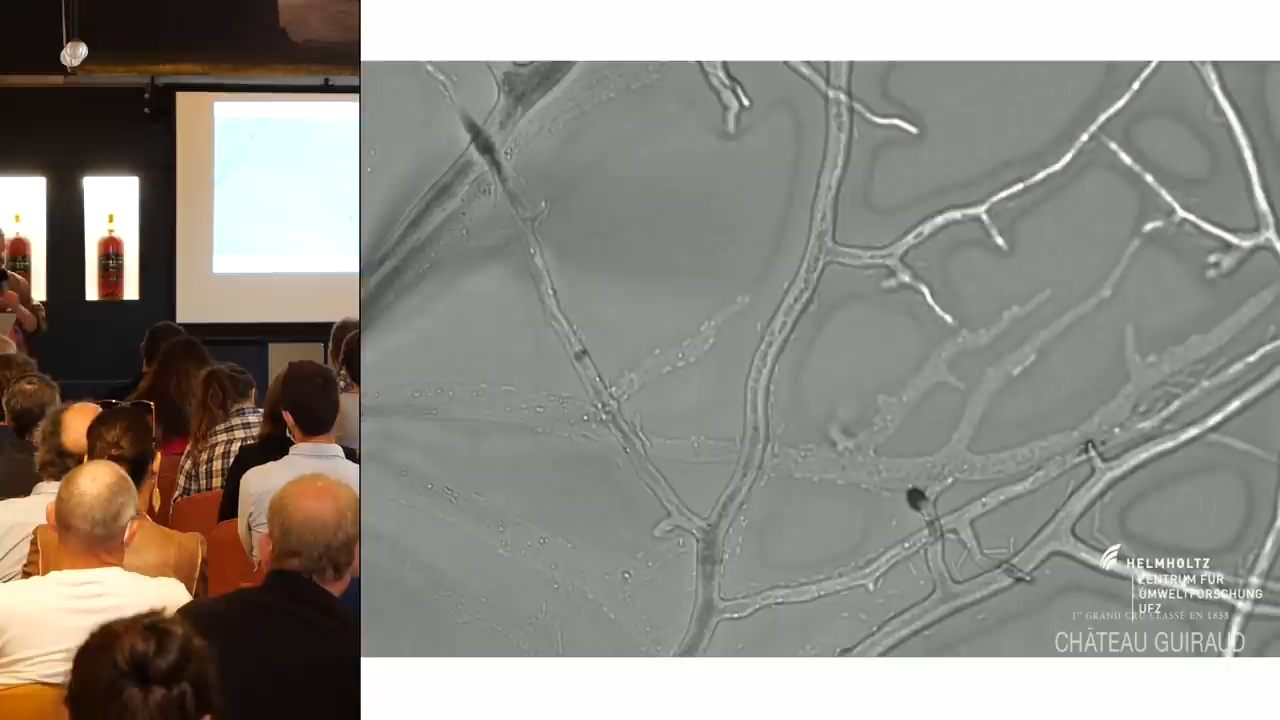 HELMHOLTZ
ZENTRUM FÜR
UMWELTFORSCHUNG
UFZ
1er GRAND CRU CLASSÉ EN 1855
CHÂTEAU GUIRAUD